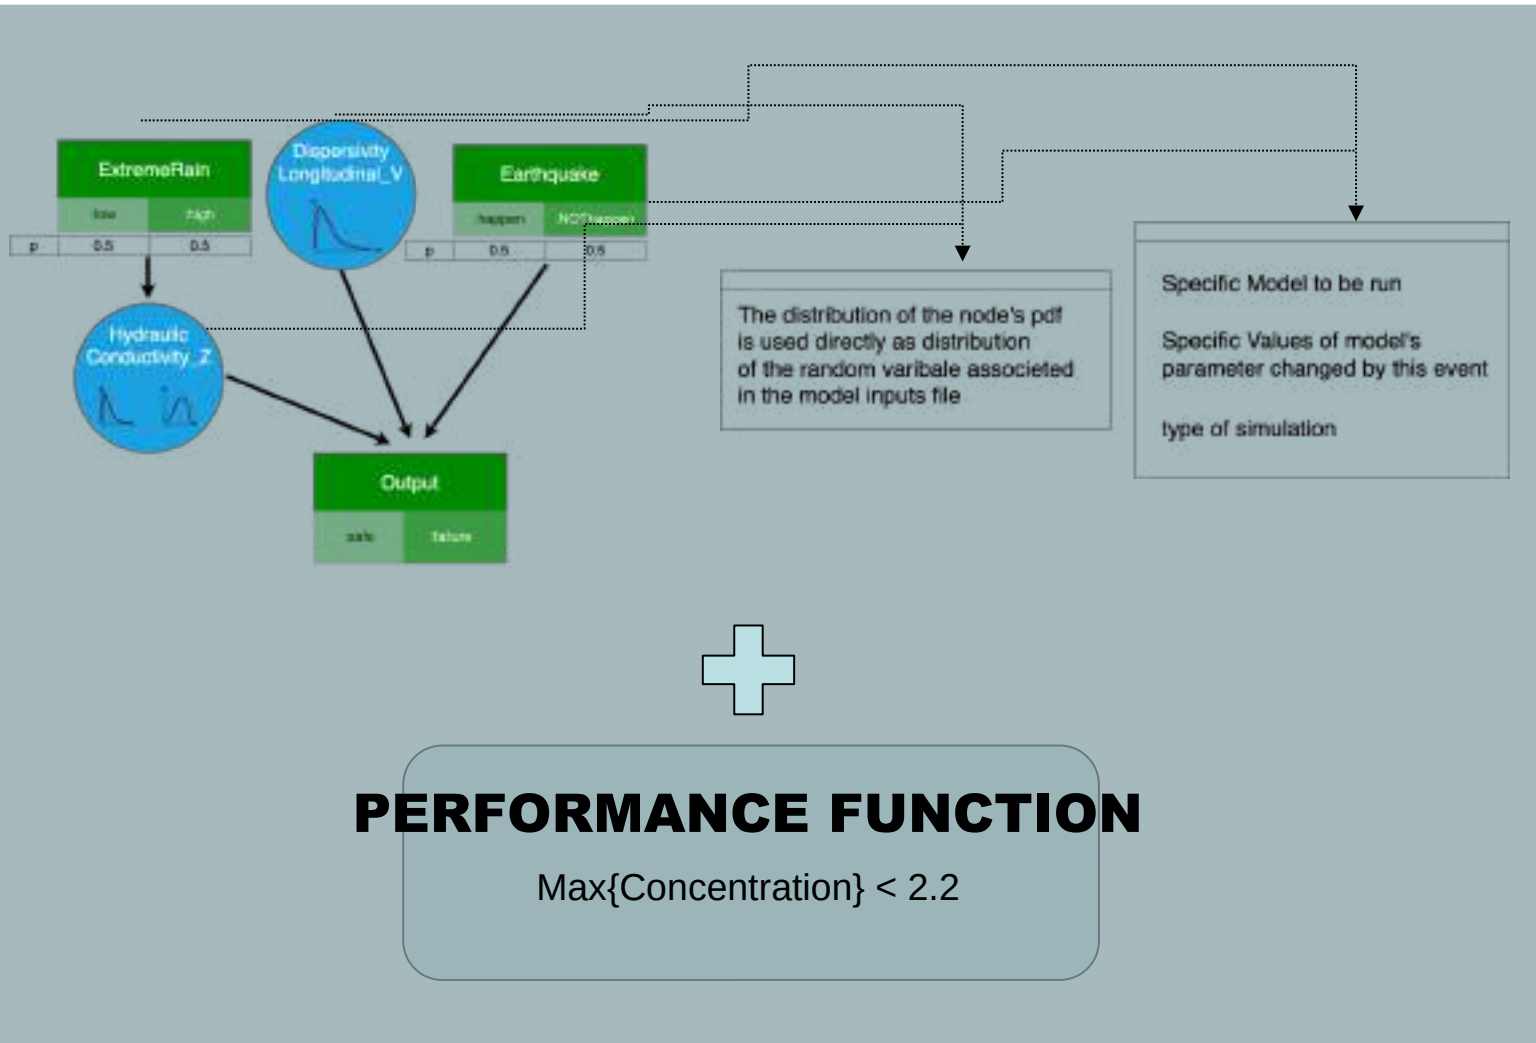 ExtremeRain
low high
p 0.5 0.5
Dispersivity
Longitudinal_V
Earthquake
happen NOThappen
p 0.5 0.5
Hydraulic
Conductivity_Z
Output
safe failure
The distribution of the node's pdf
is used directly as distribution
of the random varibale associeted
in the model inputs file
Specific Model to be run
Specific Values of model's
parameter changed by this event
type of simulation
PERFORMANCE FUNCTION
Max{Concentration} < 2.2